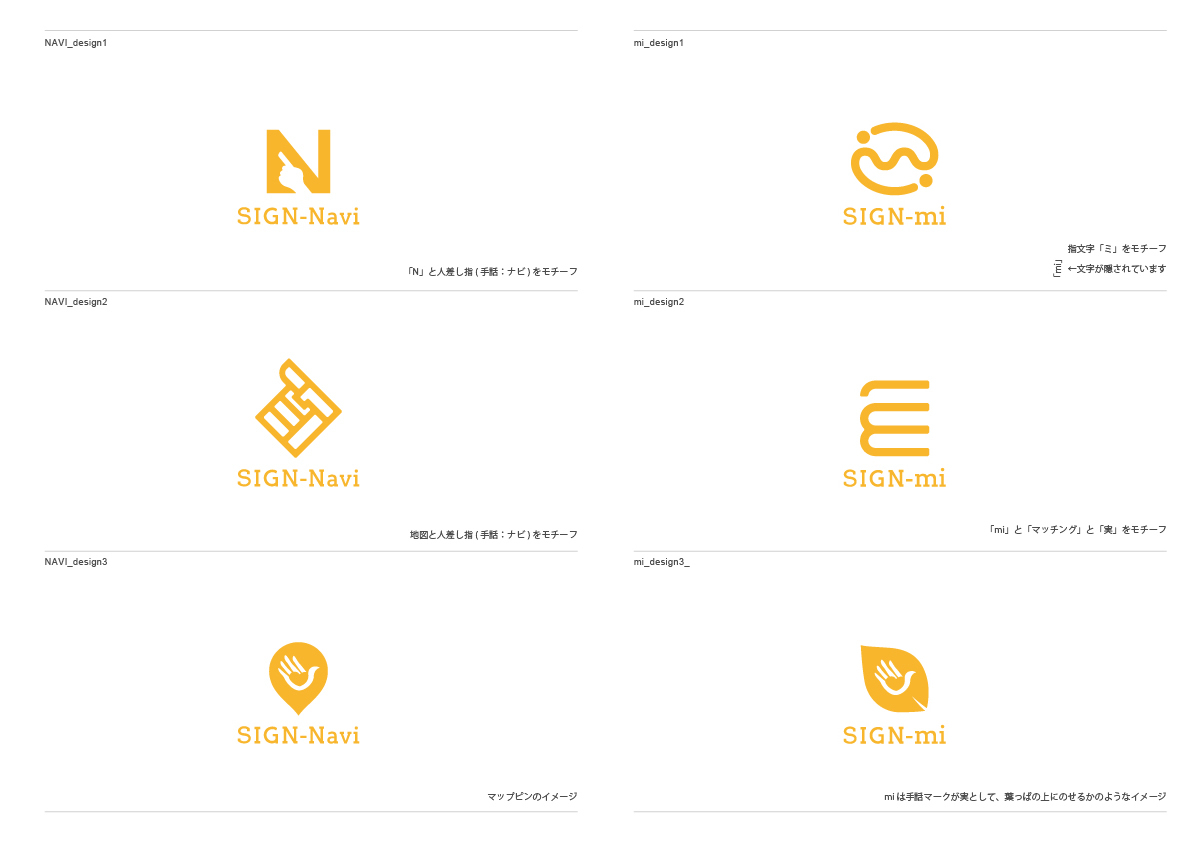 NAVI_design1
SIGN-Navi
「N」と人差し指 ( 手話：ナビ ) をモチーフ
mi_design1
SIGN-mi
指文字「ミ」をモチーフ
「mi」 ←文字が隠されています
NAVI_design2
SIGN-Navi
地図と人差し指 ( 手話：ナビ ) をモチーフ
mi_design2
SIGN-mi
「mi」と「マッチング」と「実」をモチーフ
NAVI_design3
SIGN-Navi
マップピンのイメージ
mi_design3_
SIGN-mi
mi は手話マークが実として、葉っぱの上にのせるかのようなイメージ